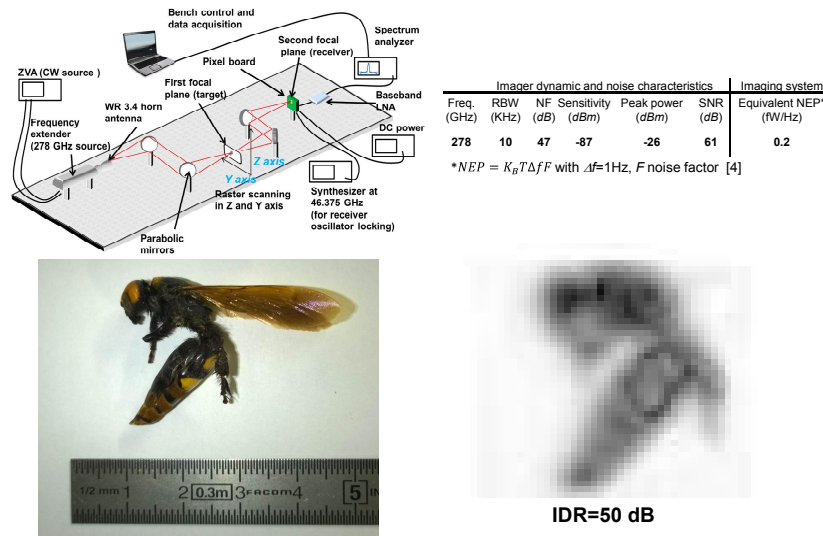 Bench control and
data acquisition
Second focal
plane (receiver)
Spectrum
analyzer
Pixel board
ZVA (CW source )
First focal
plane (target)
WR 3.4 horn
antenna
Baseband
LNA
Frequency
extender
(278 GHz source)
DC power
Z axis
Y axis
Raster scanning
in Z and Y axis
Synthesizer at
46.375 GHz
(for receiver
oscillator locking)
Parabolic
mirrors
Imager dynamic and noise characteristics Imaging system
Freq. RBW NF Sensitivity Peak power SNR Equivalent NEP*
(GHz) (KHz) (dB) (dBm) (dBm) (dB) (fW/Hz)
278 10 47 -87 -26 61 0.2
*NEP = K_BTΔfF with Δf=1Hz, F noise factor [4]
1/2 mm 1 2 0.3m FACOM 3 4 5 IN
IDR=50 dB